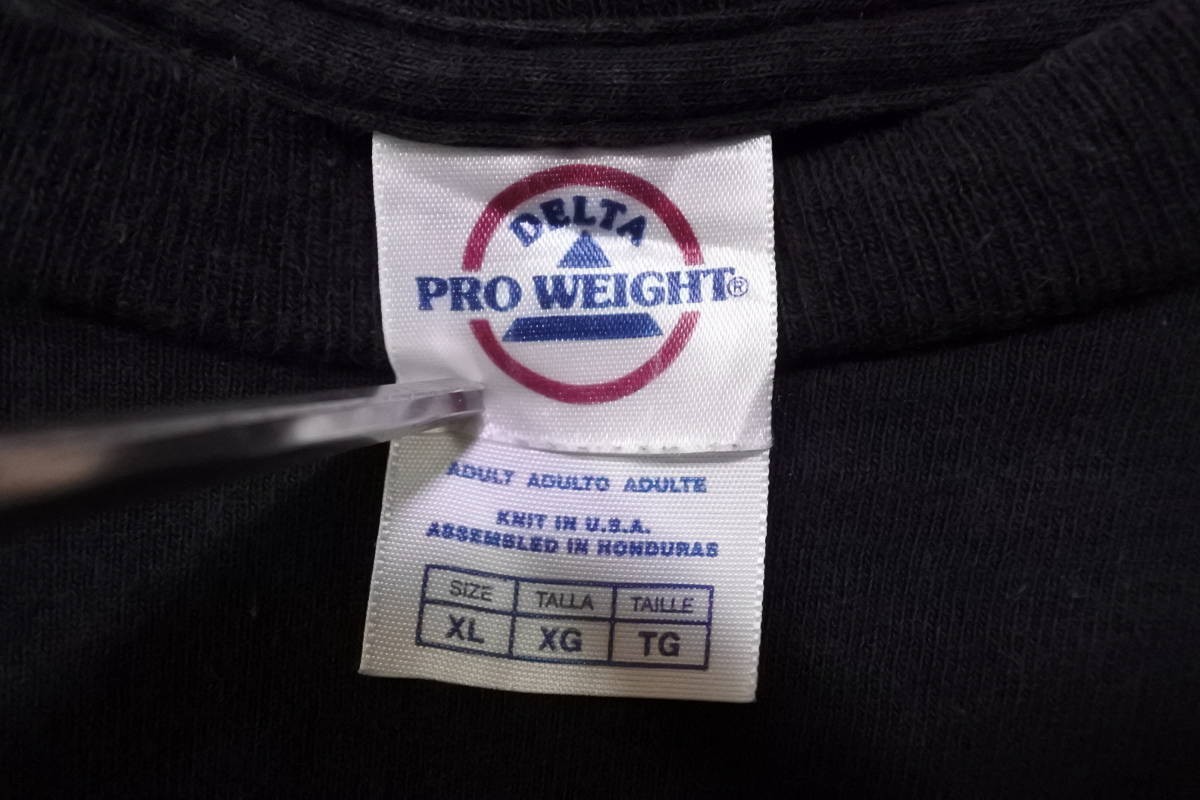 DELTA
PRO WEIGHT®
ADULT ADULTO ADULTE
KNIT IN U.S.A.
ASSEMBLED IN HONDURAS
SIZE TALLA TAILLE
XL XG TG